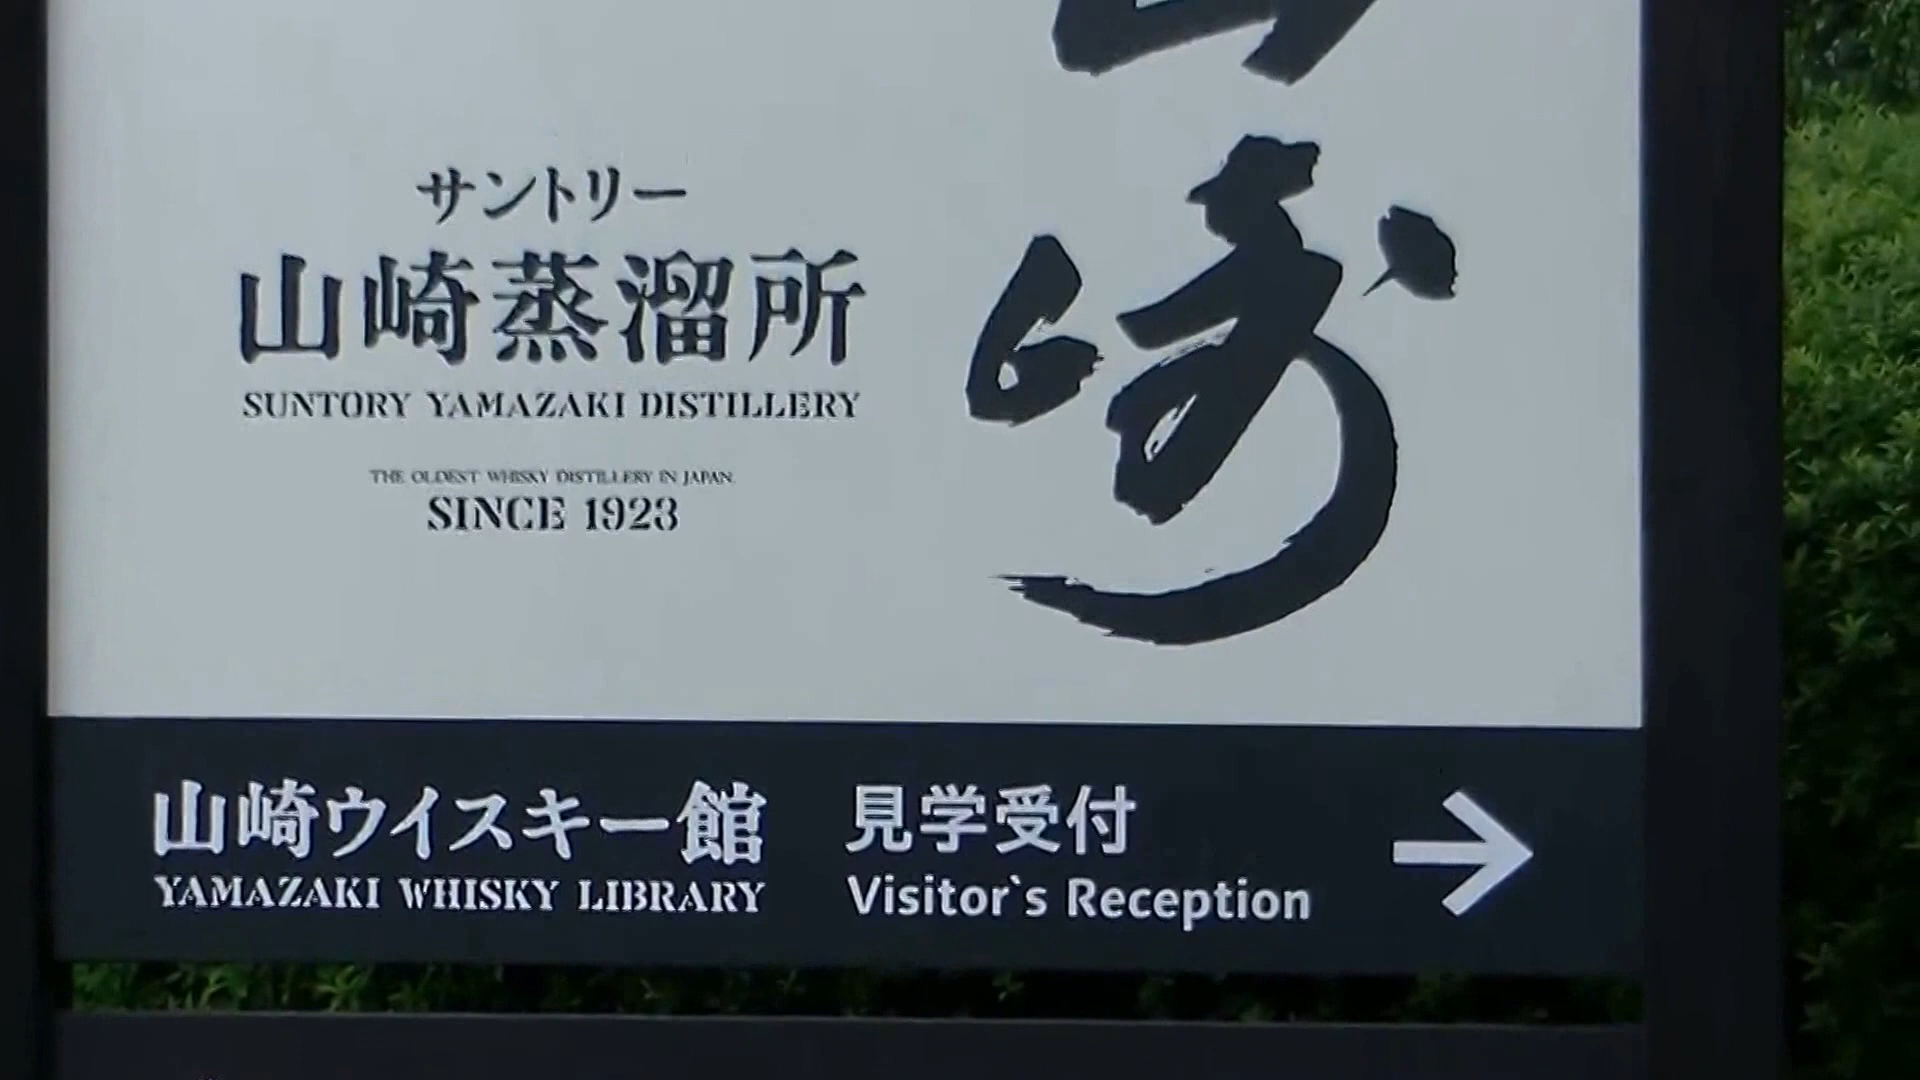 サントリー
山崎蒸溜所
SUNTORY YAMAZAKI DISTILLERY
THE OLDEST WHISKY DISTILLERY IN JAPAN
SINCE 1923
山崎
山崎ウイスキー館
YAMAZAKI WHISKY LIBRARY
見学受付
Visitor`s Reception